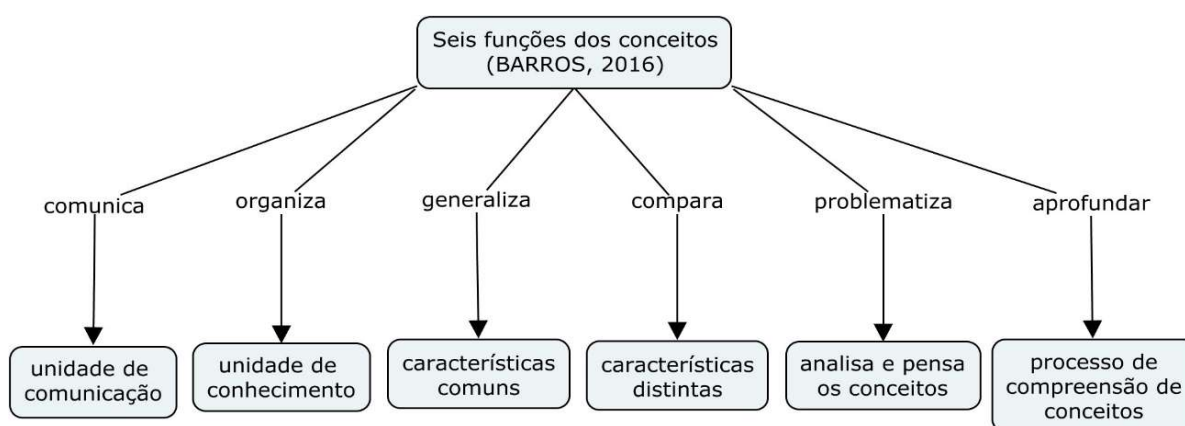 Seis funções dos conceitos
(BARROS, 2016)
comunica
organiza
generaliza
compara
problematiza
aprofundar
unidade de
comunicação
unidade de
conhecimento
características
comuns
características
distintas
analisa e pensa
os conceitos
processo de
compreensão de
conceitos